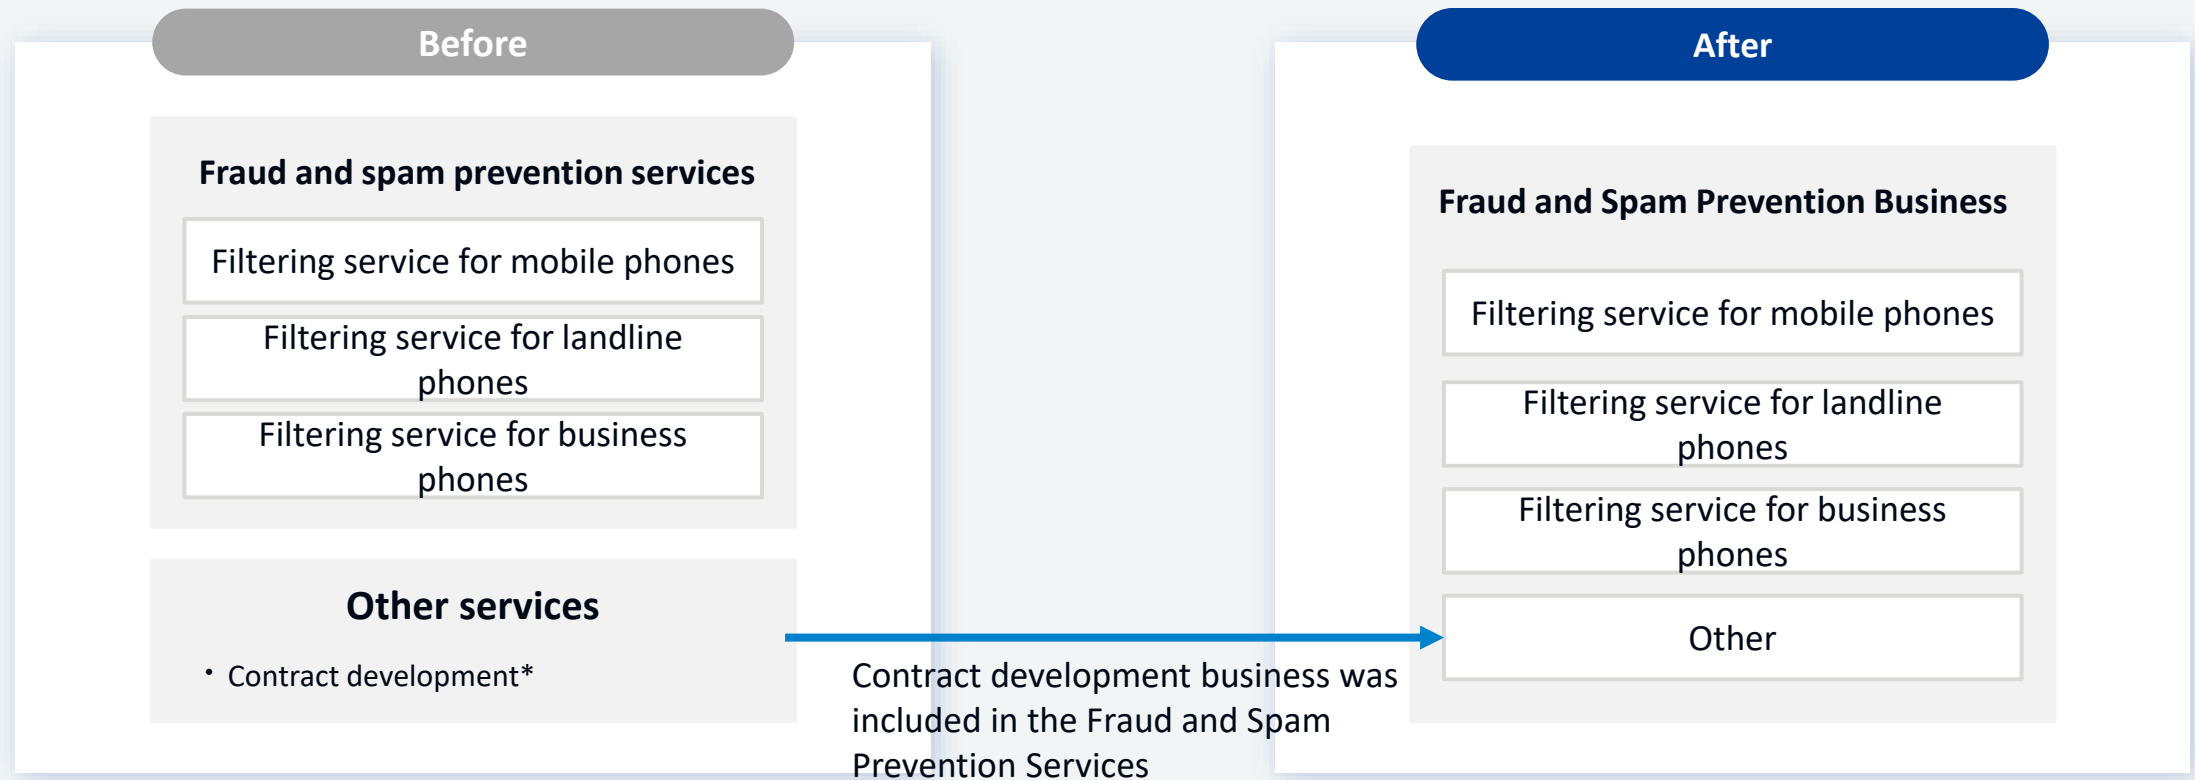 Before
Fraud and spam prevention services
Filtering service for mobile phones
Filtering service for landline
phones
Filtering service for business
phones
Other services
・Contract development*
Contract development business was
included in the Fraud and Spam
Prevention Services
After
Fraud and Spam Prevention Business
Filtering service for mobile phones
Filtering service for landline
phones
Filtering service for business
phones
Other